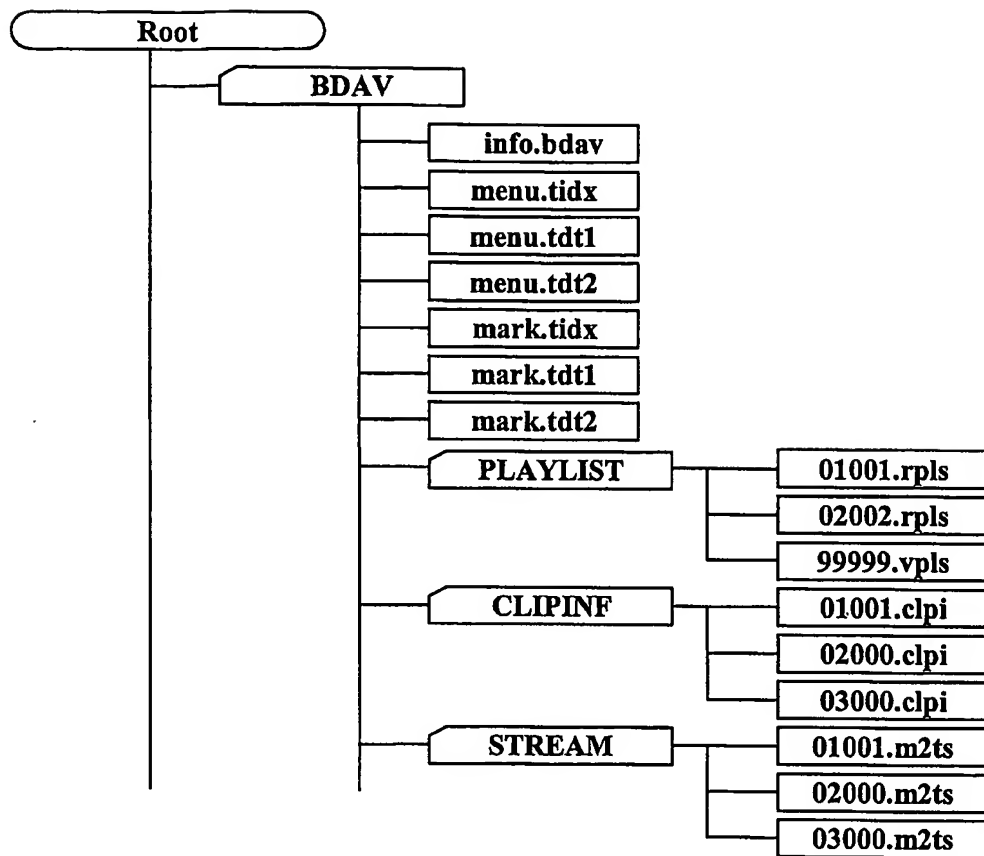 Root
BDAV
info.bdav
menu.tidx
menu.tdt1
menu.tdt2
mark.tidx
mark.tdt1
mark.tdt2
PLAYLIST
01001.rpls
02002.rpls
99999.vpls
CLIPINF
01001.clpi
02000.clpi
03000.clpi
STREAM
01001.m2ts
02000.m2ts
03000.m2ts